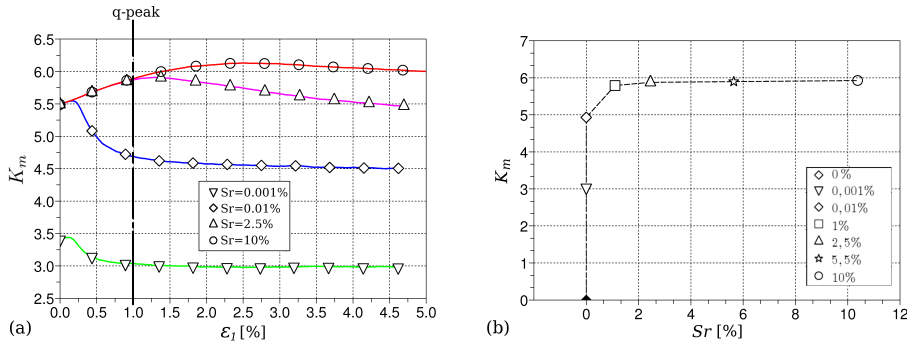 q-peak
6.5
6.0
5.5
5.0
4.5
4.0
3.5
3.0
2.5
K_m
Sr=0.001%
Sr=0.01%
Sr=2.5%
Sr=10%
0.0 0.5 1.0 1.5 2.0 2.5 3.0 3.5 4.0 4.5 5.0
(a) ε_1 [%]
7
6
5
4
3
2
1
0
K_m
0%
0,001%
0,01%
1%
2,5%
5,5%
10%
0 2 4 6 8 10 12
(b) Sr [%]